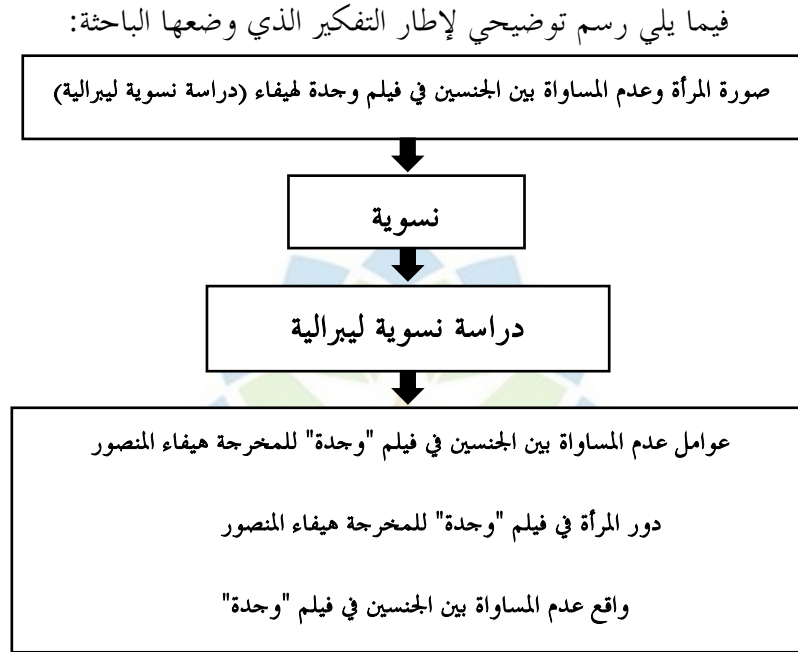 فيما يلي رسم توضيحي لإطار التفكير الذي وضعها الباحثة:
صورة المرأة وعدم المساواة بين الجنسين في فيلم وجدة لهيفاء (دراسة نسوية ليبرالية)
نسوية
دراسة نسوية ليبرالية
عوامل عدم المساواة بين الجنسين في فيلم "وجدة" للمخرجة هيفاء المنصور
دور المرأة في فيلم "وجدة" للمخرجة هيفاء المنصور
واقع عدم المساواة بين الجنسين في فيلم "وجدة"